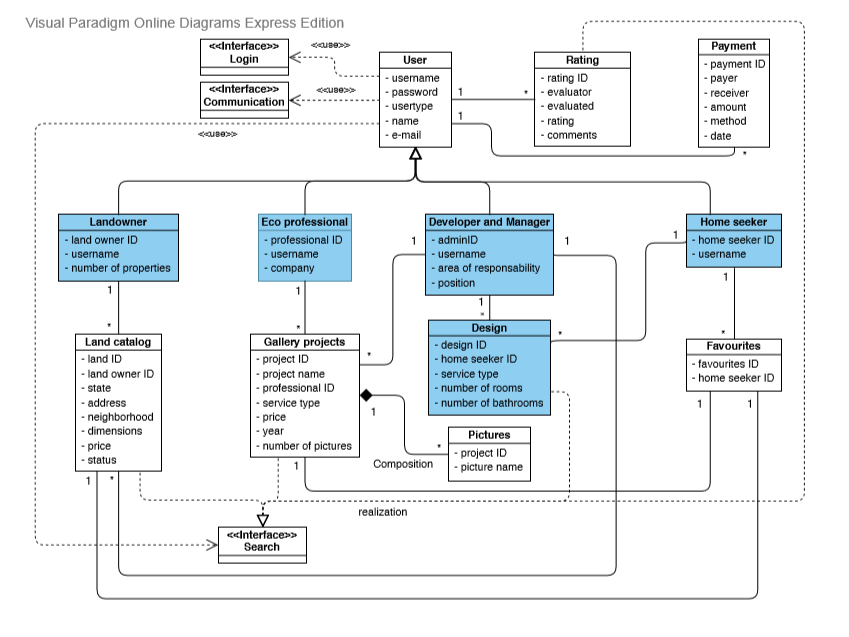 Visual Paradigm Online Diagrams Express Edition
<<Interface>>
Login
<<use>>
<<Interface>>
Communication
<<use>>
<<use>>
User
- username
- password
- usertype
- name
- e-mail
1
*
1
*
Rating
- rating ID
- evaluator
- evaluated
- rating
- comments
Payment
- payment ID
- payer
- receiver
- amount
- method
- date
Landowner
- land owner ID
- username
- number of properties
1
*
Eco professional
- professional ID
- username
- company
1
*
Developer and Manager
- adminID
- username
- area of responsability
- position
1
1
1
*
*
Home seeker
- home seeker ID
- username
1
1
*
*
Land catalog
- land ID
- land owner ID
- state
- address
- neighborhood
- dimensions
- price
- status
1
*
Gallery projects
- project ID
- project name
- professional ID
- service type
- price
- year
- number of pictures
1
1
*
Composition
Design
- design ID
- home seeker ID
- service type
- number of rooms
- number of bathrooms
Favourites
- favourites ID
- home seeker ID
1
1
Pictures
- project ID
- picture name
realization
<<Interface>>
Search